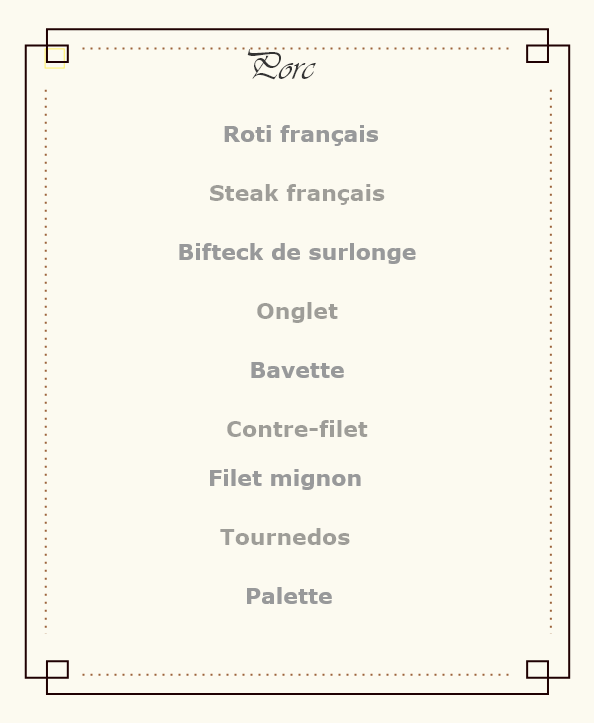 Porc
Roti français
Steak français
Bifteck de surlonge
Onglet
Bavette
Contre-filet
Filet mignon
Tournedos
Palette